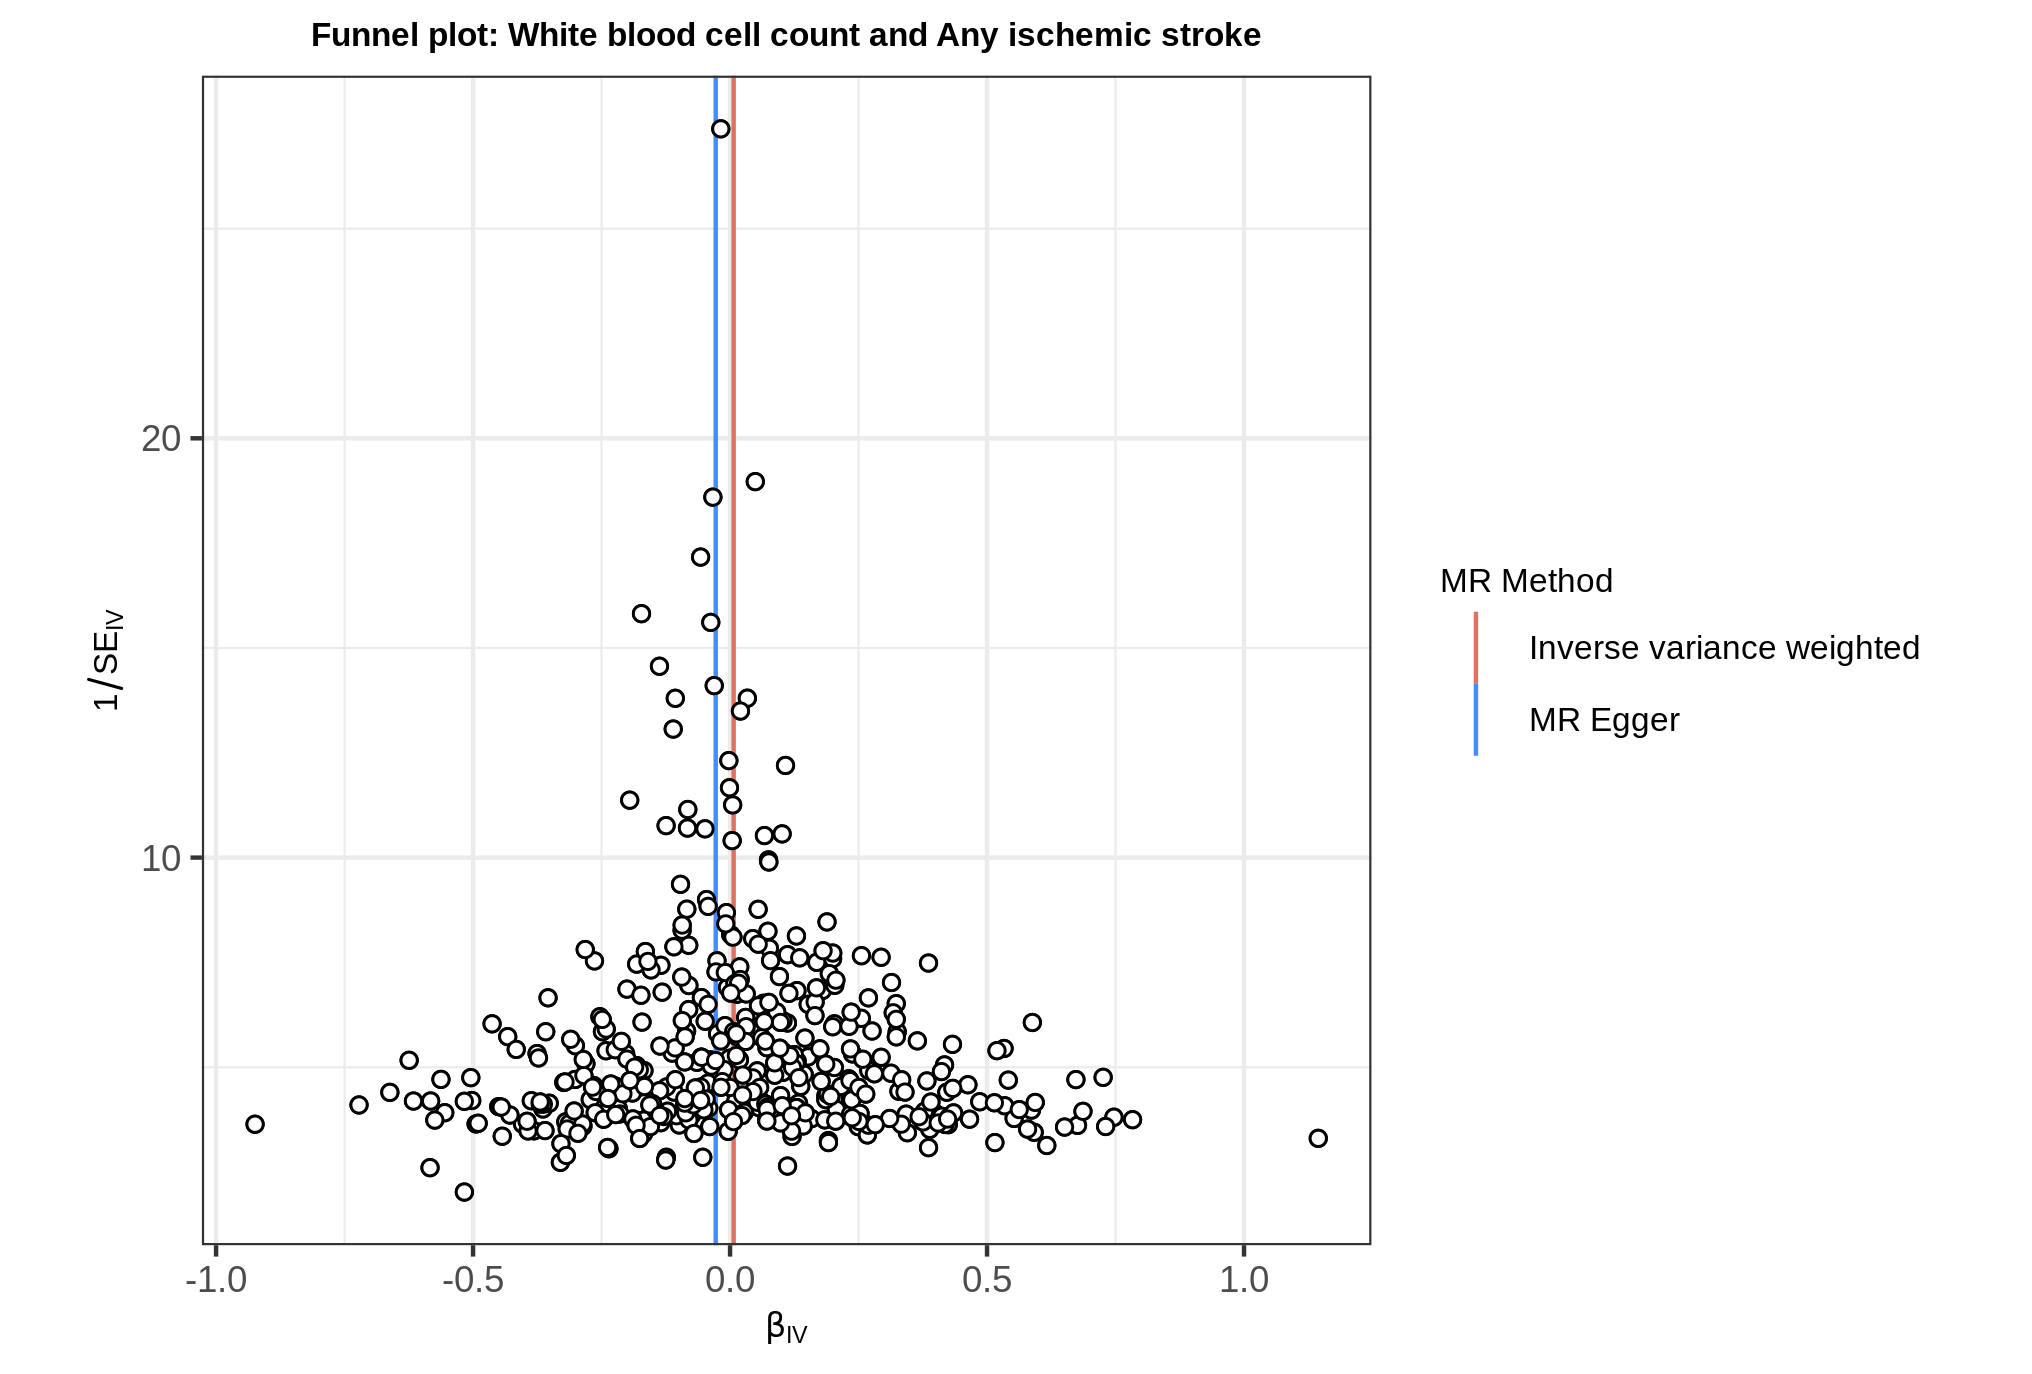 Funnel plot: White blood cell count and Any ischemic stroke
20
10
1/SE_IV
-1.0 -0.5 0.0 0.5 1.0
β_IV
MR Method
Inverse variance weighted
MR Egger